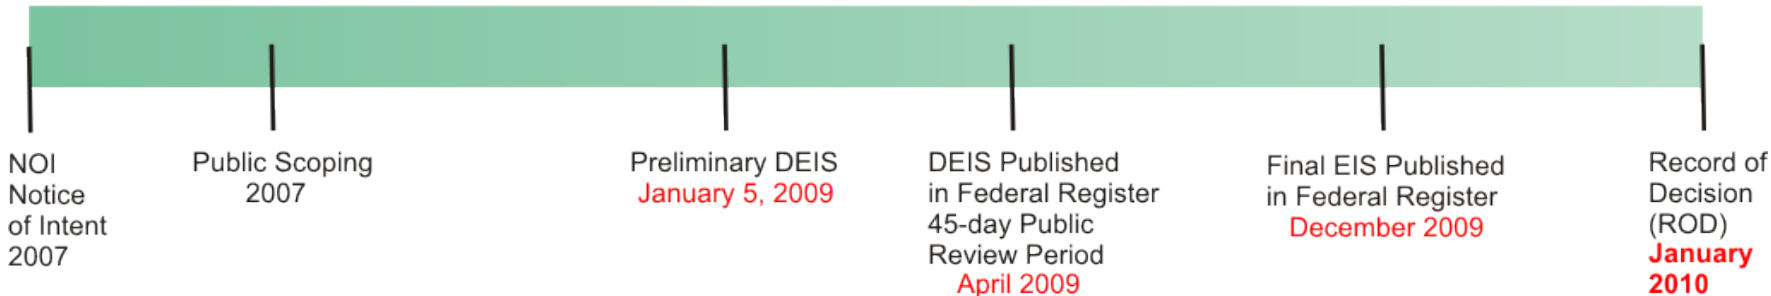 NOI
Notice
of Intent
2007
Public Scoping
2007
Preliminary DEIS
January 5, 2009
DEIS Published
in Federal Register
45-day Public
Review Period
April 2009
Final EIS Published
in Federal Register
December 2009
Record of
Decision
(ROD)
January
2010